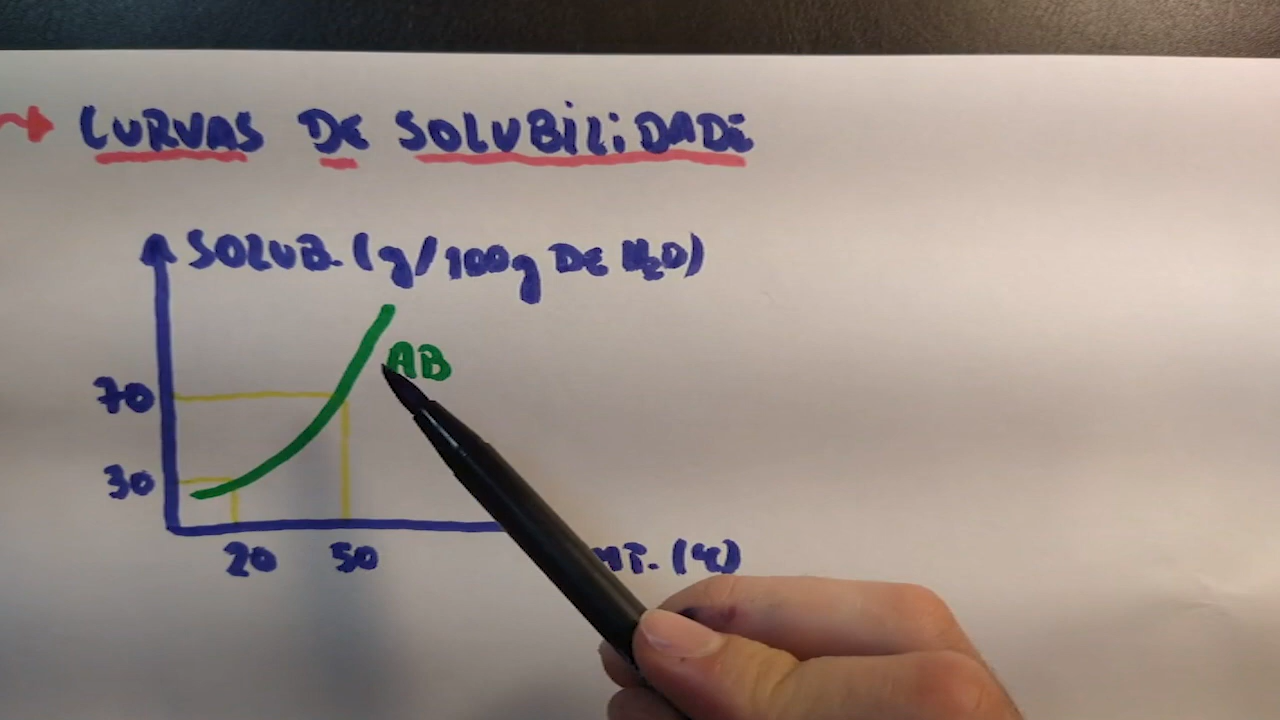 CURVAS DE SOLUBILIDADE
SOLUB. (g/100g DE H2O)
AB
70
30
20 50
(°C)